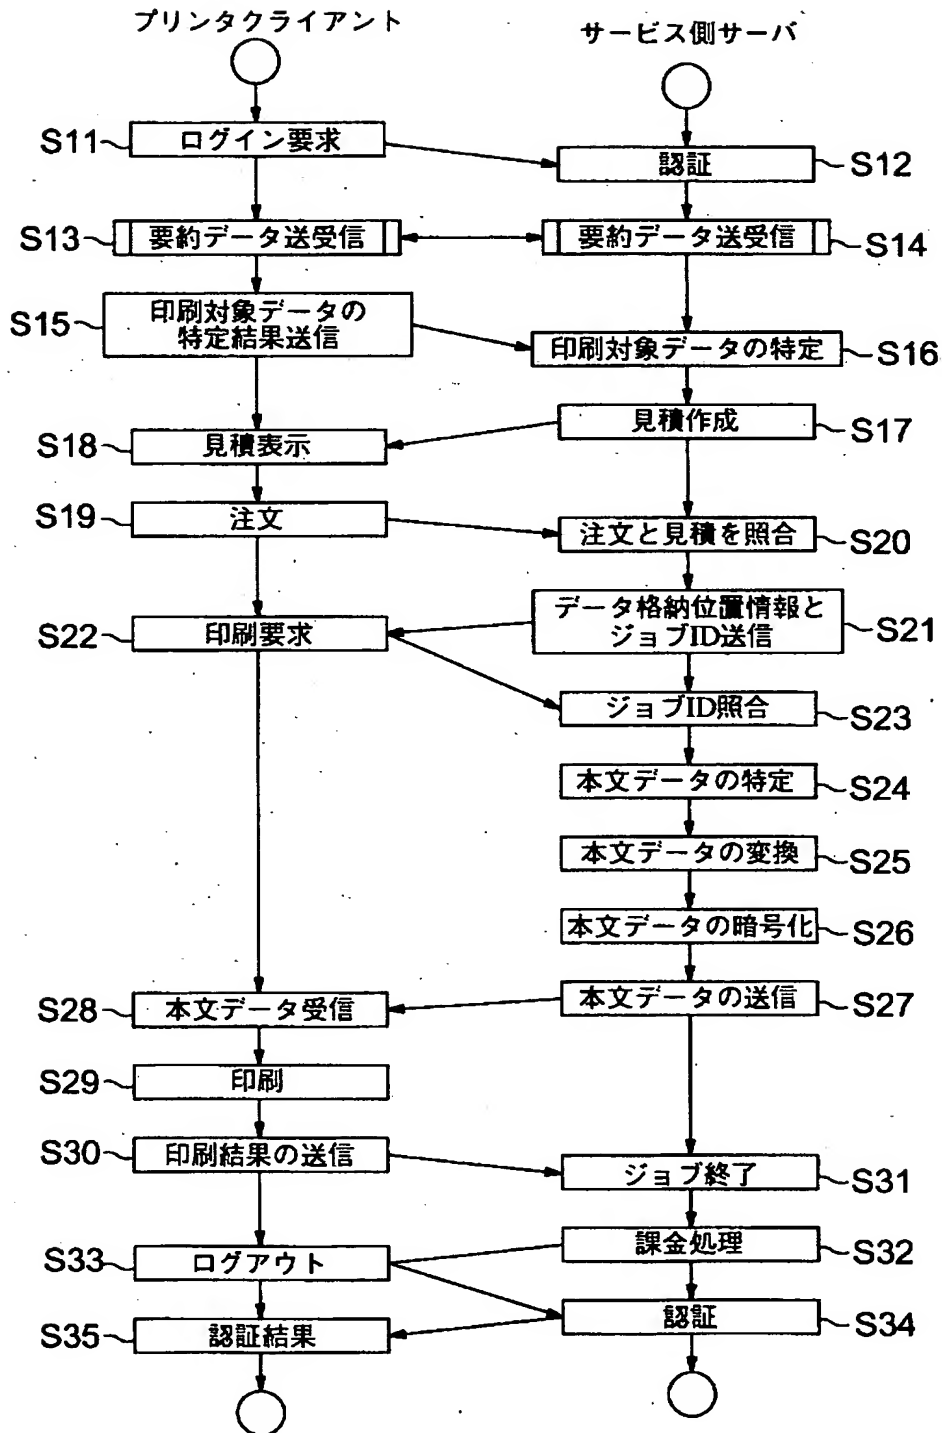 プリンタクライアント
サービス側サーバ
S11
ログイン要求
認証
S12
S13
要約データ送受信
要約データ送受信
S14
S15
印刷対象データの
特定結果送信
印刷対象データの特定
S16
見積作成
S17
S18
見積表示
S19
注文
注文と見積を照合
S20
データ格納位置情報と
ジョブID送信
S21
S22
印刷要求
ジョブID照合
S23
本文データの特定
S24
本文データの変換
S25
本文データの暗号化
S26
本文データの送信
S27
S28
本文データ受信
S29
印刷
S30
印刷結果の送信
ジョブ終了
S31
課金処理
S32
S33
ログアウト
認証
S34
S35
認証結果